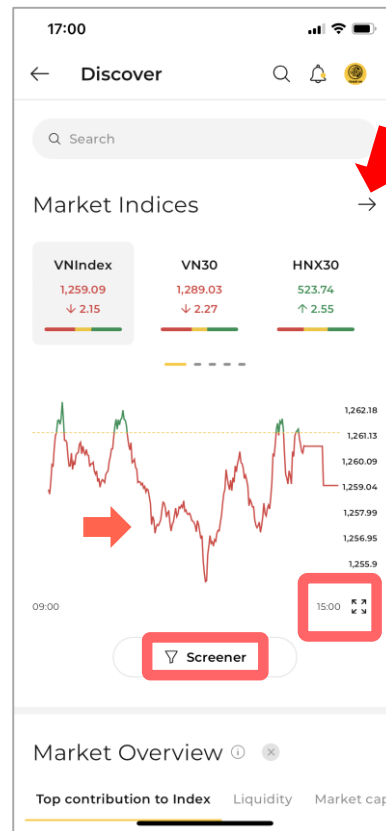 17:00
Discover
Search
Market Indices
VNIndex VN30 HNX30
1,259.09 1,289.03 523.74
↓ 2.15 ↓ 2.27 ↑ 2.55
1,262.18
1,261.13
1,260.09
1,259.04
1,257.99
1,256.95
1,255.9
09:00 15:00
Screener
Market Overview
Top contribution to Index Liquidity Market cap